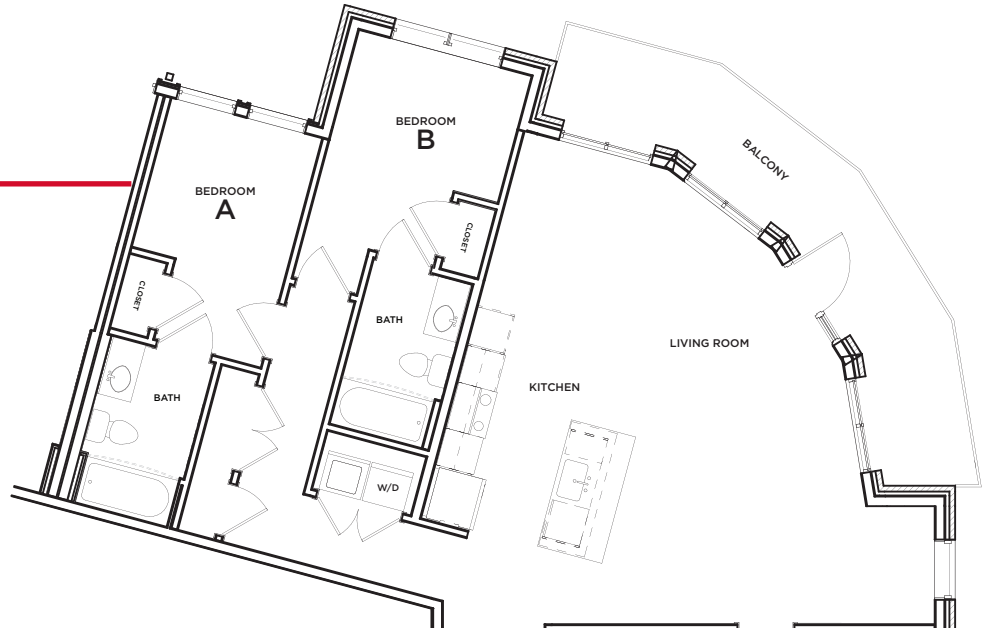 BEDROOM
B
BALCONY
BEDROOM
A
CLOSET
CLOSET
BATH
LIVING ROOM
KITCHEN
BATH
W/D